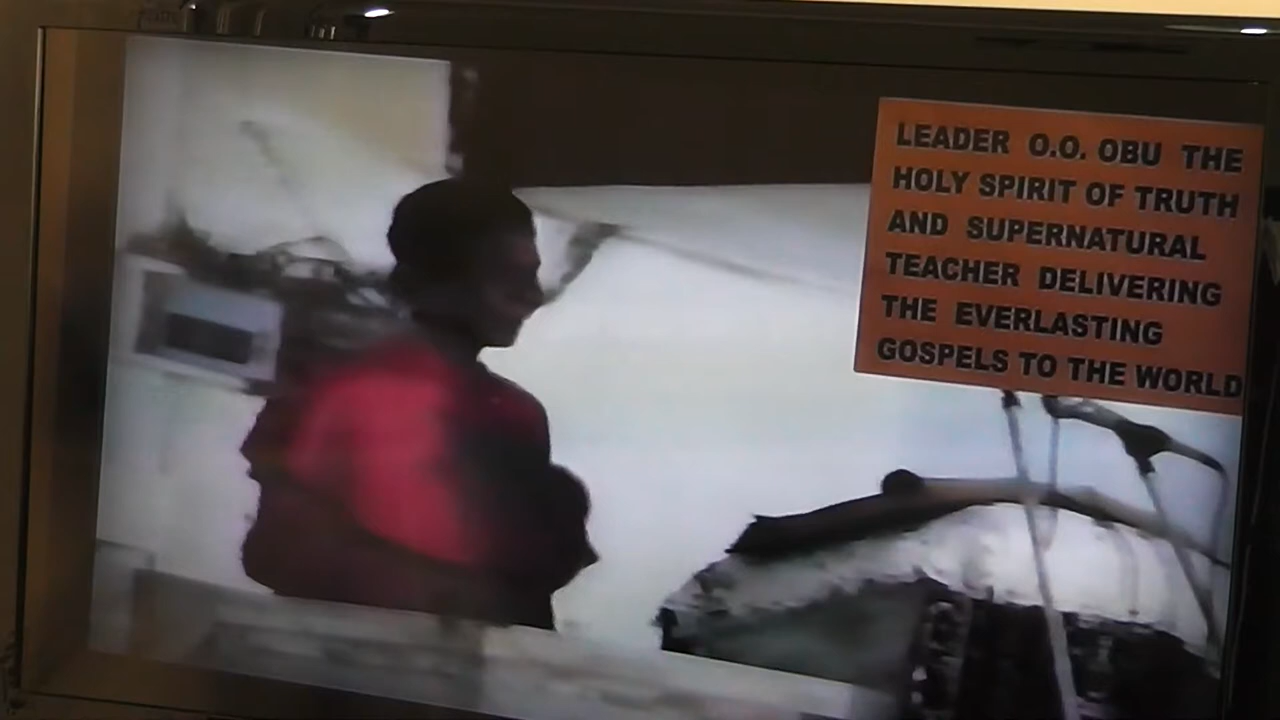 LEADER O.O. OBU THE
HOLY SPIRIT OF TRUTH
AND SUPERNATURAL
TEACHER DELIVERING
THE EVERLASTING
GOSPELS TO THE WORLD